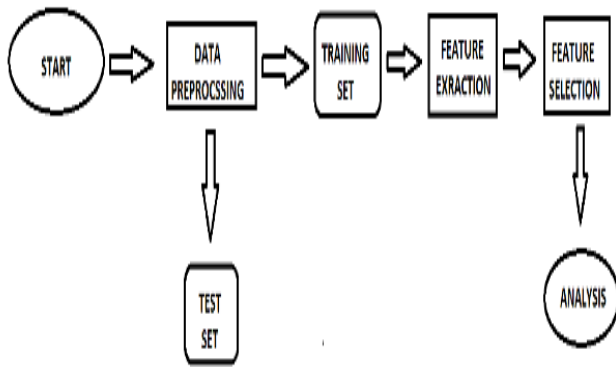 START
DATA
PREPROCSSING
TRAINING
SET
FEATURE
EXRACTION
FEATURE
SELECTION
TEST
SET
ANALYSIS